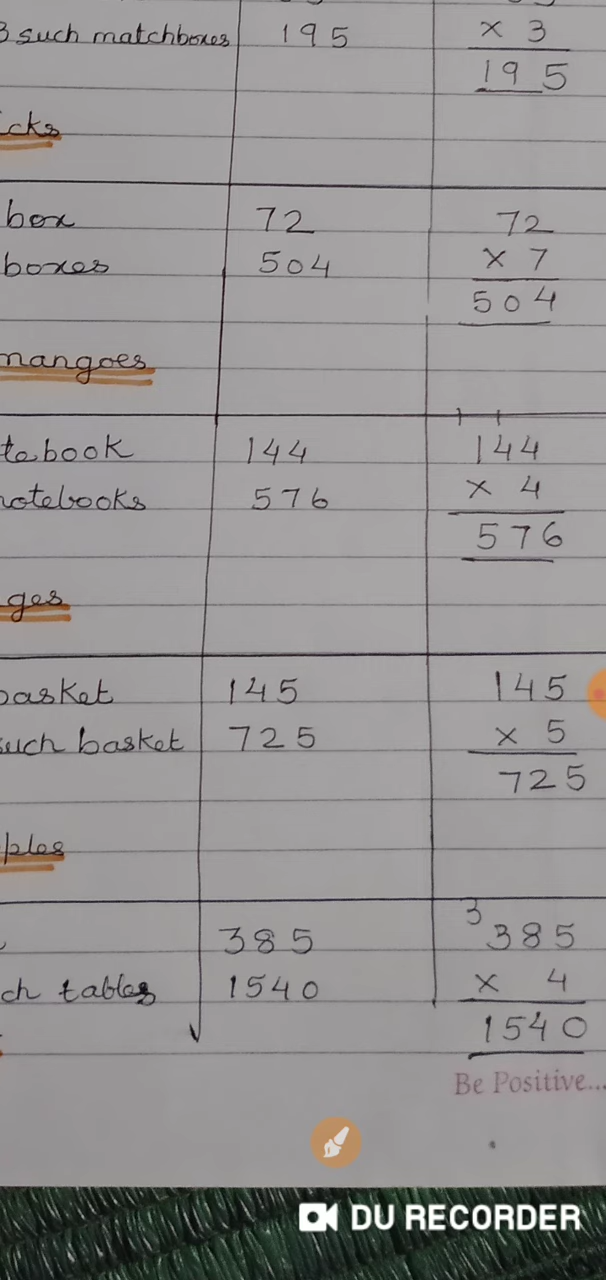 3 such matchboxes 195 × 3
195
icks
box 72 72
boxes 504 × 7
504
mangoes
tebook 144 144
notebooks 576 × 4
576
ges
basket 145 145
such basket 725 × 5
725
ples
3
385 385
ch tables 1540 × 4
1540
Be Positive...
DU RECORDER